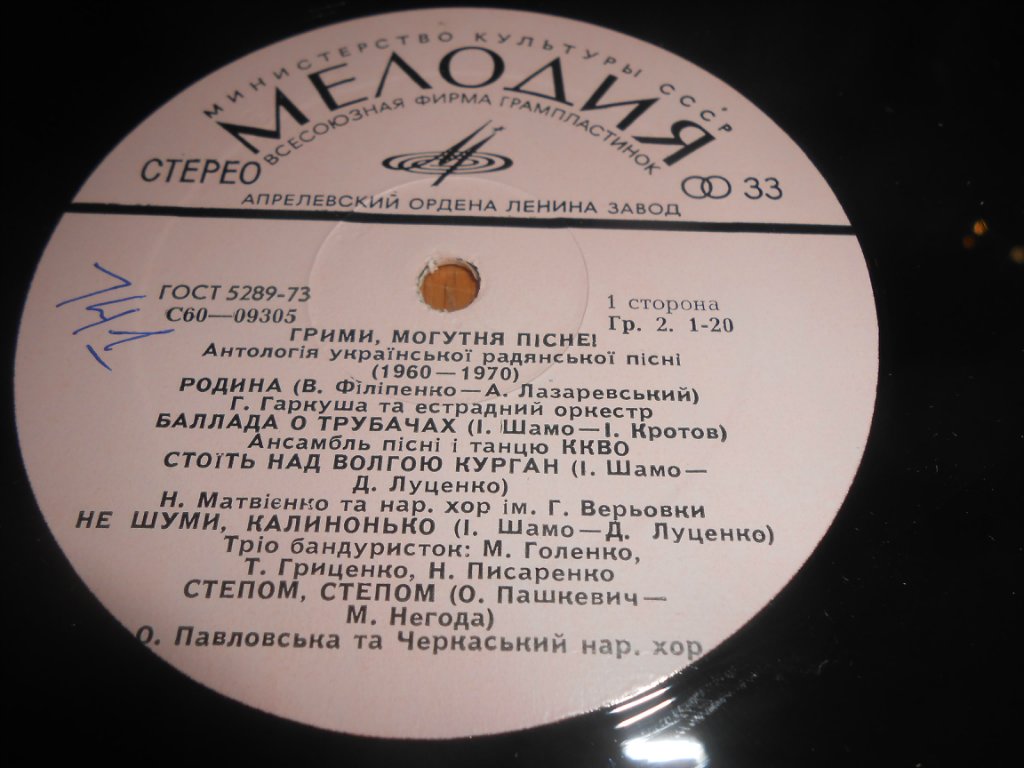 МИНИСТЕРСТВО КУЛЬТУРЫ СССР
МЕЛОДИЯ
ВСЕСОЮЗНАЯ ФИРМА ГРАМПЛАСТИНОК
СТЕРЕО
33
АПРЕЛЕВСКИЙ ОРДЕНА ЛЕНИНА ЗАВОД
ГОСТ 5289-73
С60—09305
1 сторона
Гр. 2. 1-20
ГРИМИ, МОГУТНЯ ПІСНЕ!
Антологія української радянської пісні
(1960—1970)
РОДИНА (В. Філіпенко—А. Лазаревський)
Г. Гаркуша та естрадний оркестр
БАЛЛАДА О ТРУБАЧАХ (І. Шамо—І. Кротов)
Ансамбль пісні і танцю ККВО
СТОЇТЬ НАД ВОЛГОЮ КУРГАН (І. Шамо—
Д. Луценко)
Н. Матвієнко та нар. хор ім. Г. Верьовки
НЕ ШУМИ, КАЛИНОНЬКО (І. Шамо—Д. Луценко)
Тріо бандуристок: М. Голенко,
Т. Гриценко, Н. Писаренко
СТЕПОМ, СТЕПОМ (О. Пашкевич—
М. Негода)
О. Павловська та Черкаський нар. хор